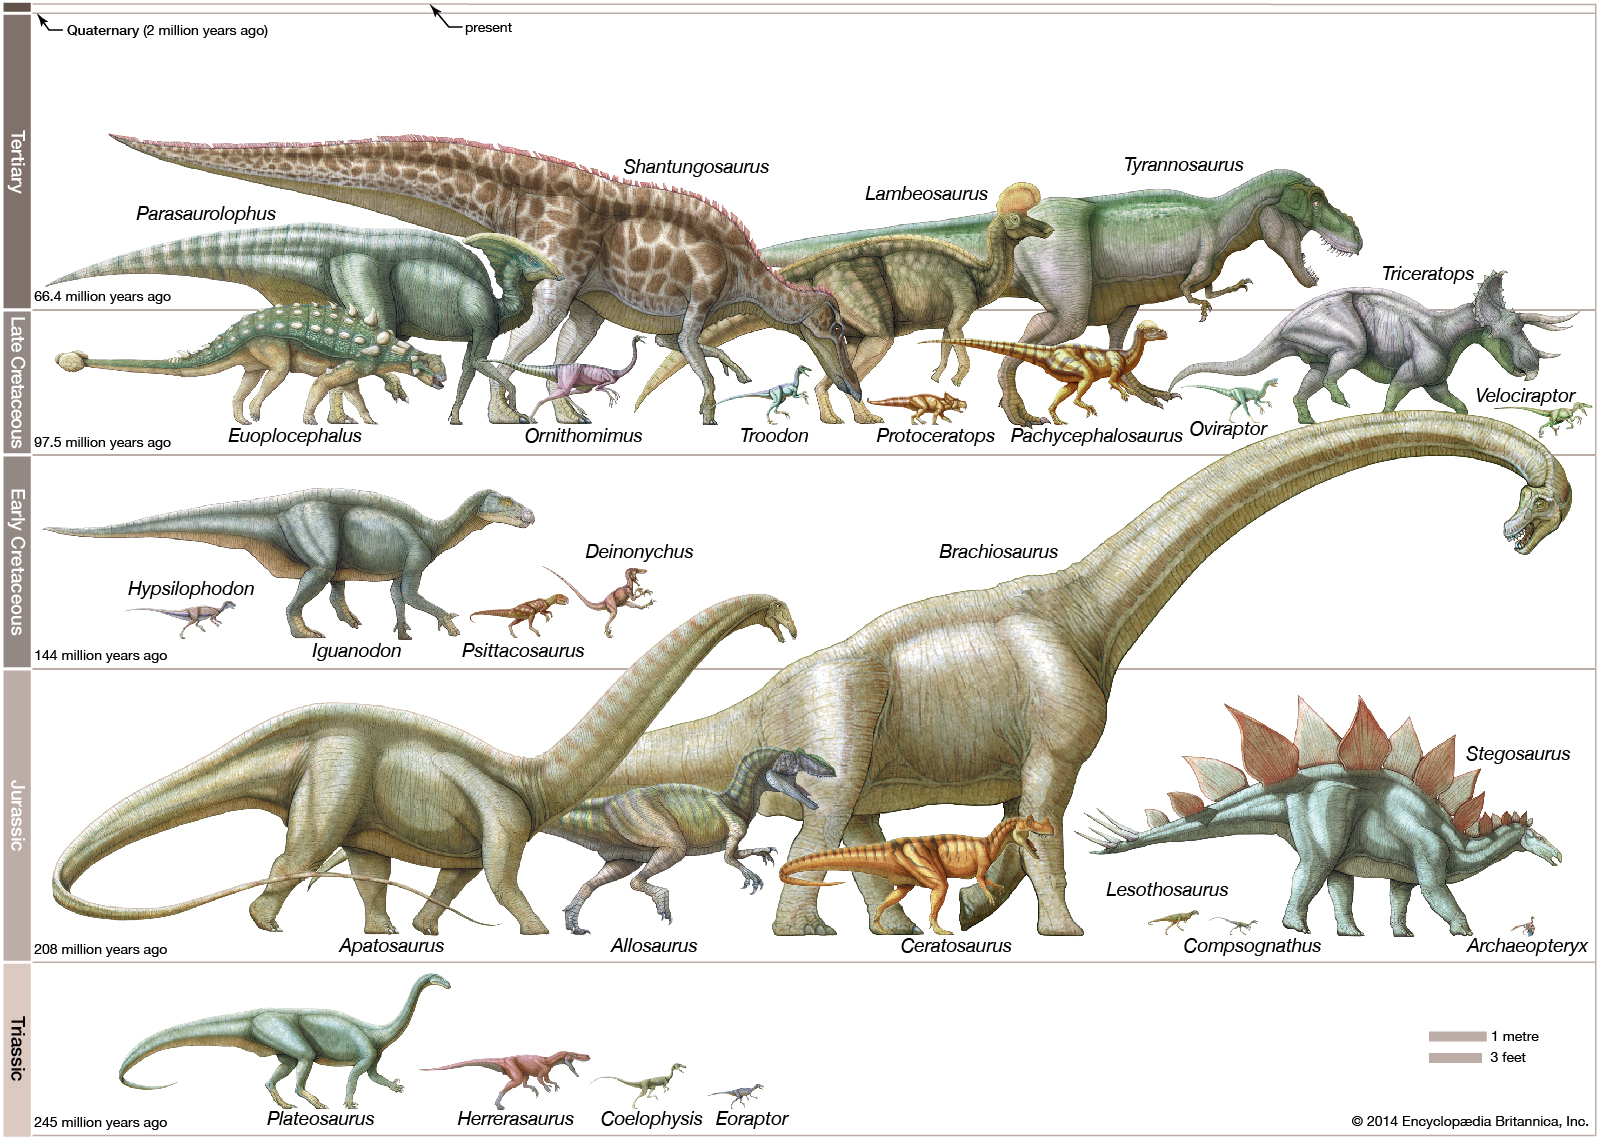 Quaternary (2 million years ago)
present
Tertiary
Shantungosaurus
Tyrannosaurus
Lambeosaurus
Parasaurolophus
Triceratops
66.4 million years ago
Late Cretaceous
Velociraptor
Euoplocephalus
Ornithomimus
Troodon
Protoceratops
Pachycephalosaurus
Oviraptor
97.5 million years ago
Early Cretaceous
Deinonychus
Brachiosaurus
Hypsilophodon
Iguanodon
Psittacosaurus
144 million years ago
Jurassic
Stegosaurus
Lesothosaurus
Apatosaurus
Allosaurus
Ceratosaurus
Compsognathus
Archaeopteryx
208 million years ago
Triassic
1 metre
3 feet
Plateosaurus
Herrerasaurus
Coelophysis
Eoraptor
245 million years ago
© 2014 Encyclopædia Britannica, Inc.